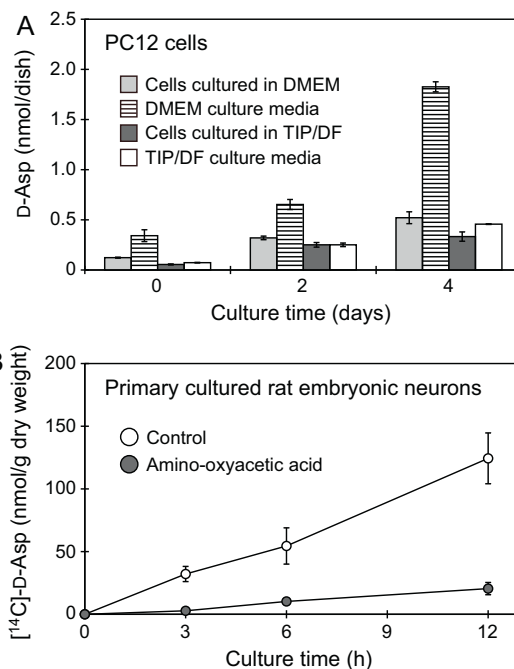 A
PC12 cells
D-Asp (nmol/dish)
2.5
2.0
1.5
1.0
0.5
0
Cells cultured in DMEM
DMEM culture media
Cells cultured in TIP/DF
TIP/DF culture media
0 2 4
Culture time (days)
Primary cultured rat embryonic neurons
[¹⁴C]-D-Asp (nmol/g dry weight)
200
150
100
50
0
Control
Amino-oxyacetic acid
0 3 6 9 12
Culture time (h)